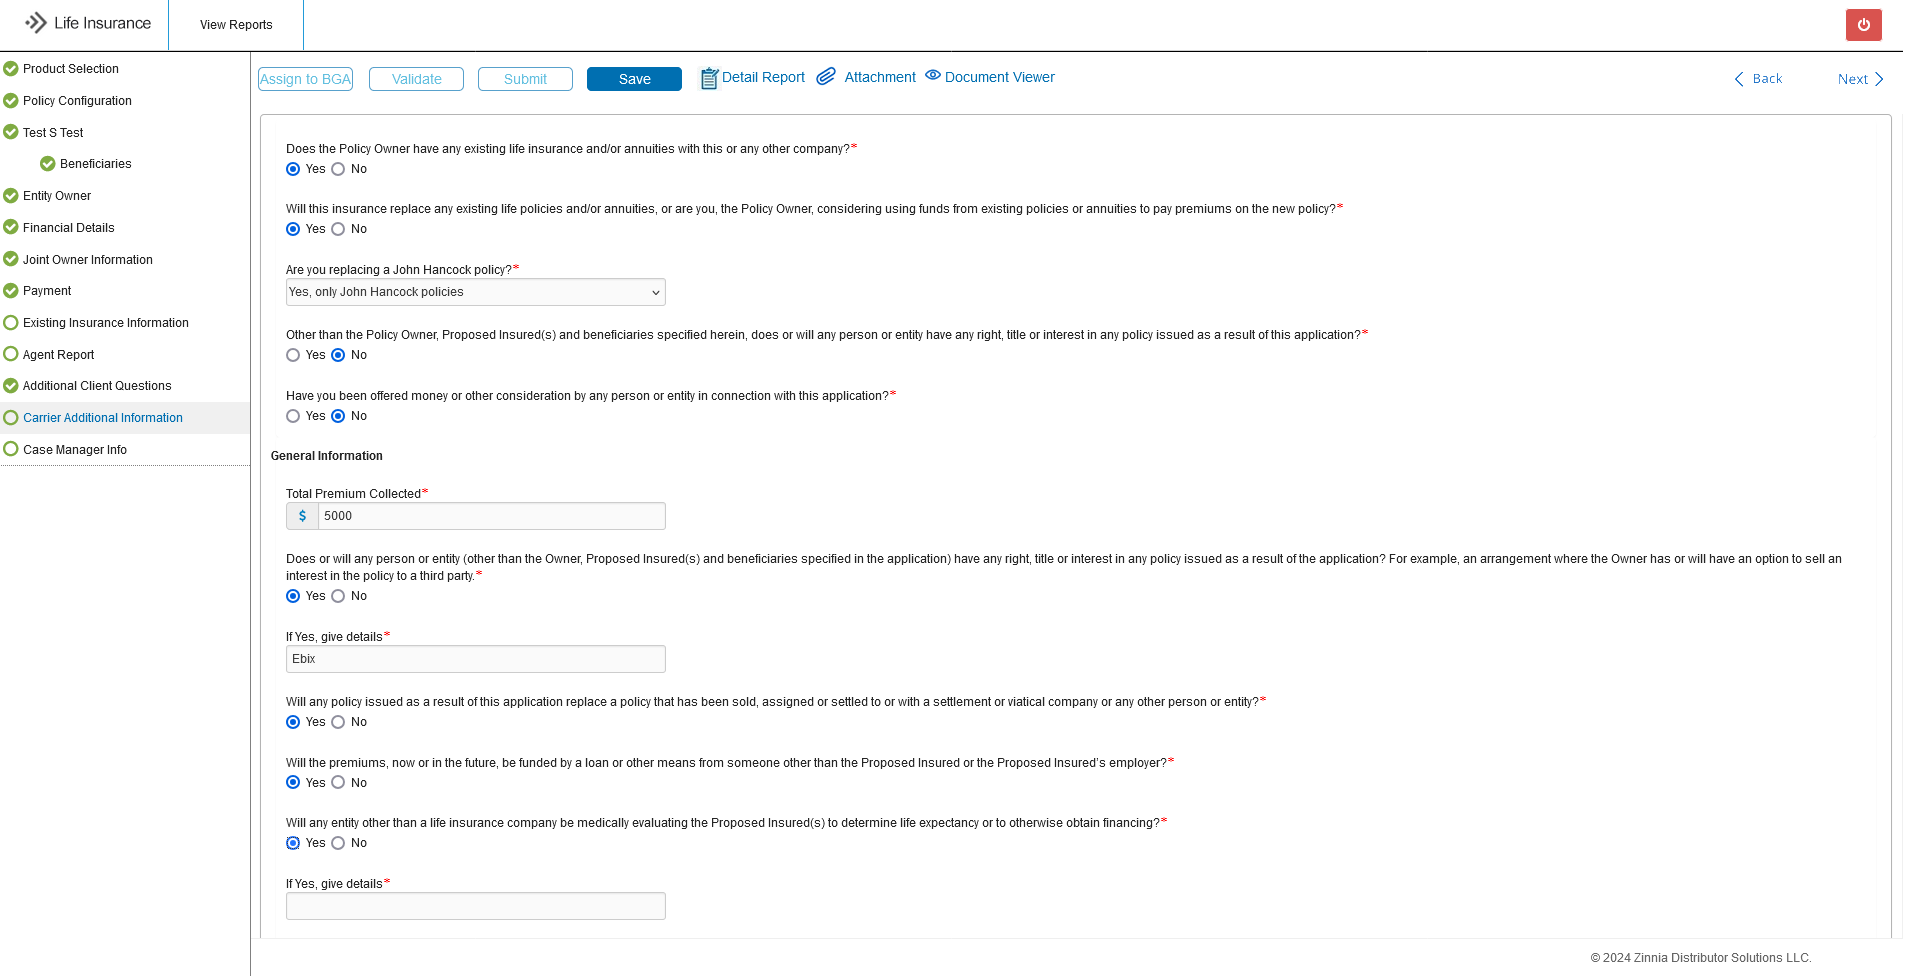 Life Insurance
View Reports
Product Selection
Policy Configuration
Test S Test
Beneficiaries
Entity Owner
Financial Details
Joint Owner Information
Payment
Existing Insurance Information
Agent Report
Additional Client Questions
Carrier Additional Information
Case Manager Info
Assign to BGA
Validate
Submit
Save
Detail Report
Attachment
Document Viewer
Back
Next
Does the Policy Owner have any existing life insurance and/or annuities with this or any other company?*
Yes No
Will this insurance replace any existing life policies and/or annuities, or are you, the Policy Owner, considering using funds from existing policies or annuities to pay premiums on the new policy?*
Yes No
Are you replacing a John Hancock policy?*
Yes, only John Hancock policies
Other than the Policy Owner, Proposed Insured(s) and beneficiaries specified herein, does or will any person or entity have any right, title or interest in any policy issued as a result of this application?*
Yes No
Have you been offered money or other consideration by any person or entity in connection with this application?*
Yes No
General Information
Total Premium Collected*
$ 5000
Does or will any person or entity (other than the Owner, Proposed Insured(s) and beneficiaries specified in the application) have any right, title or interest in any policy issued as a result of the application? For example, an arrangement where the Owner has or will have an option to sell an
interest in the policy to a third party.*
Yes No
If Yes, give details*
Ebix
Will any policy issued as a result of this application replace a policy that has been sold, assigned or settled to or with a settlement or viatical company or any other person or entity?*
Yes No
Will the premiums, now or in the future, be funded by a loan or other means from someone other than the Proposed Insured or the Proposed Insured's employer?*
Yes No
Will any entity other than a life insurance company be medically evaluating the Proposed Insured(s) to determine life expectancy or to otherwise obtain financing?*
Yes No
If Yes, give details*
© 2024 Zinnia Distributor Solutions LLC.